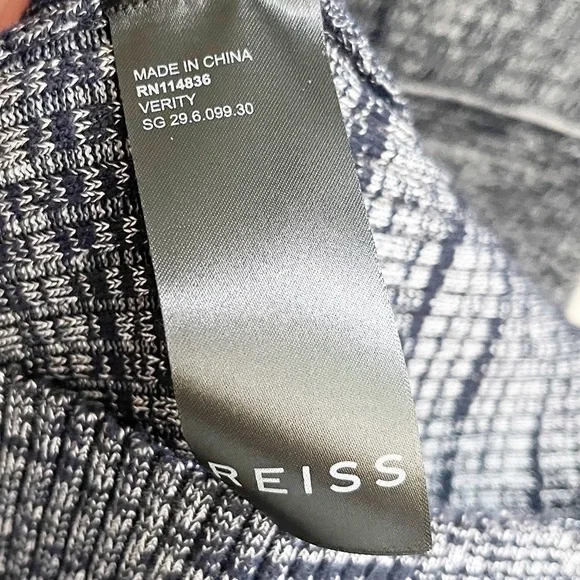 MADE IN CHINA
RN114836
VERITY
SG 29.6.099.30
REISS